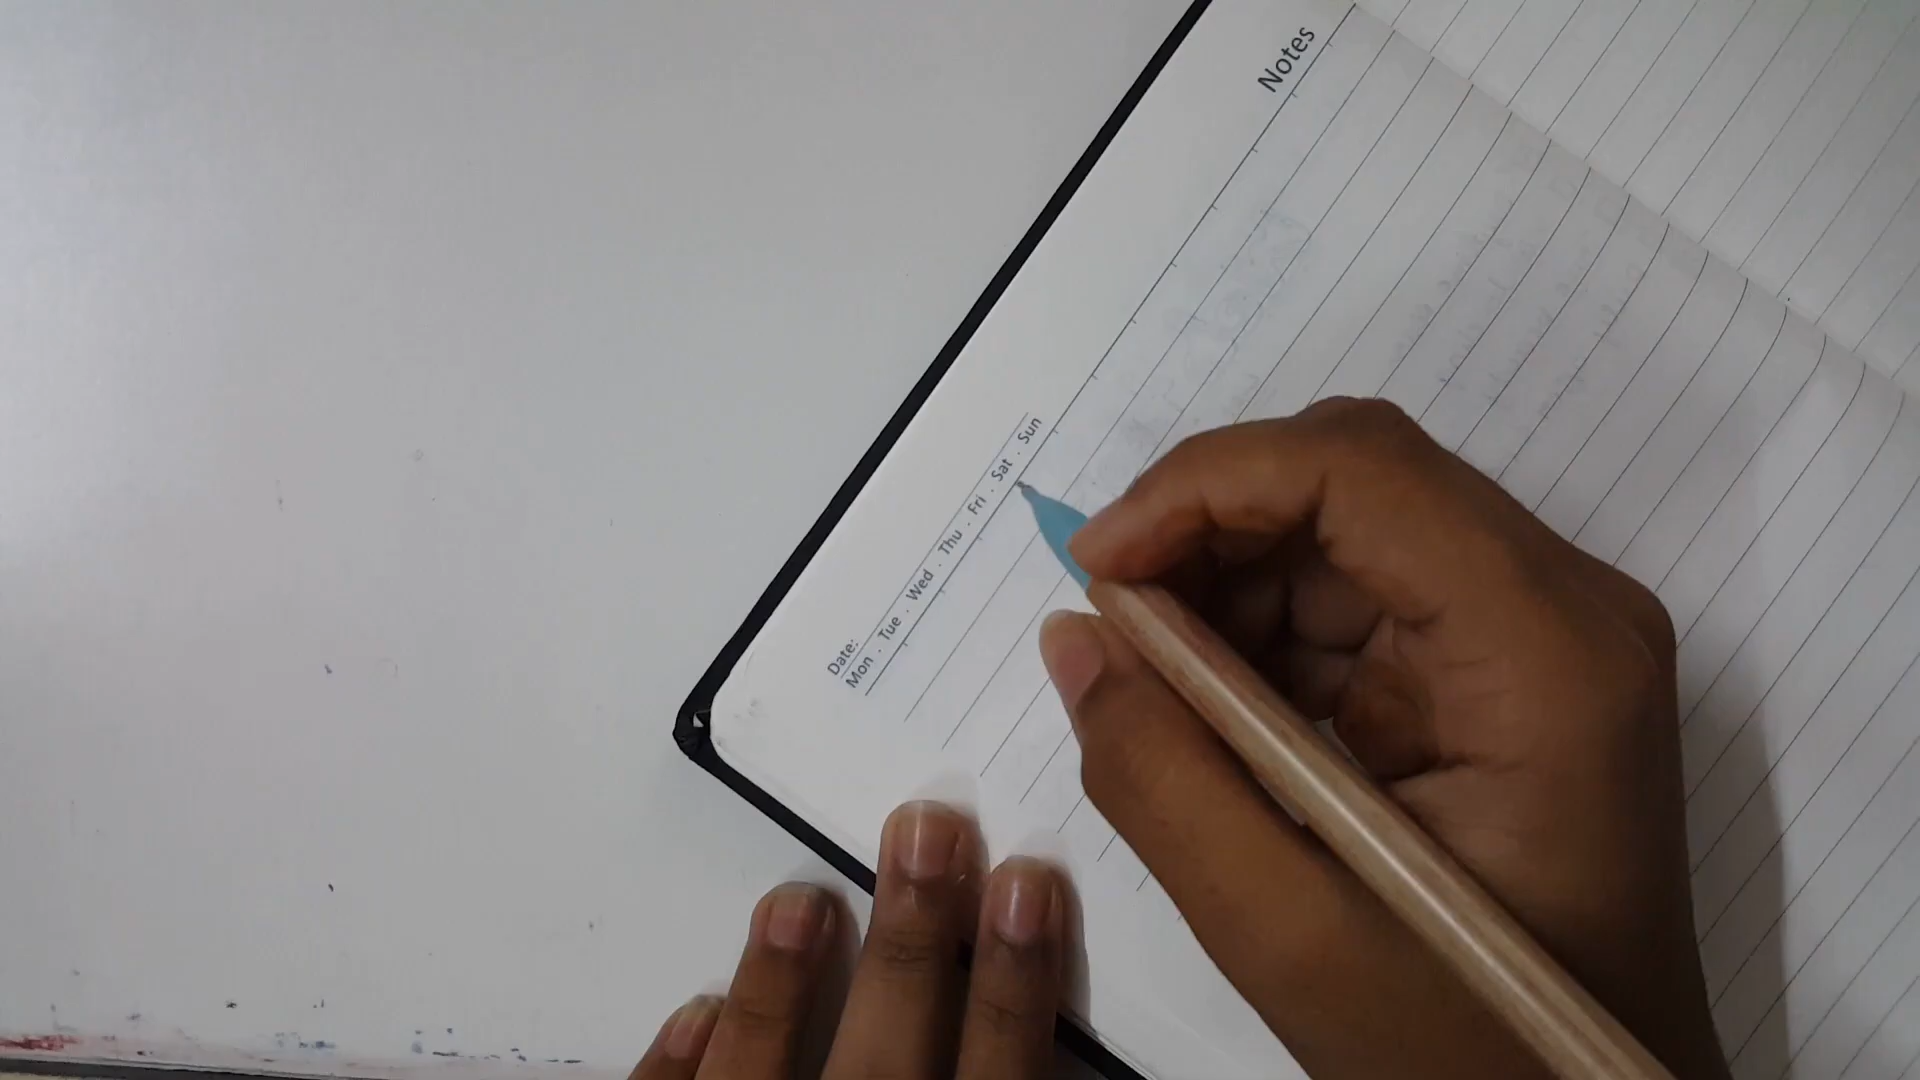 Notes
Date:
Mon . Tue . Wed . Thu . Fri . Sat . Sun